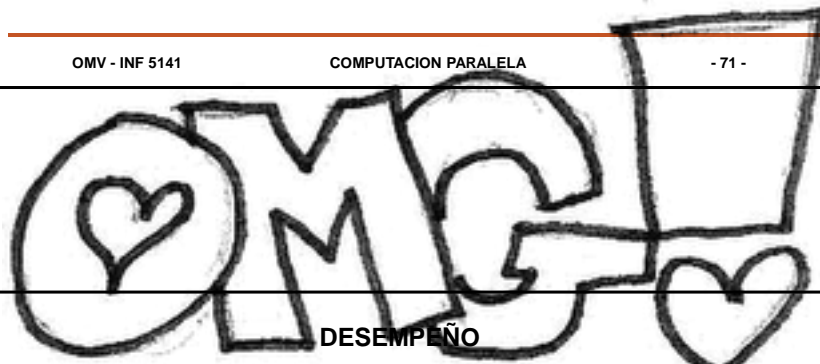 OMV - INF 5141 COMPUTACION PARALELA - 71 -
OMG!
DESEMPEÑO